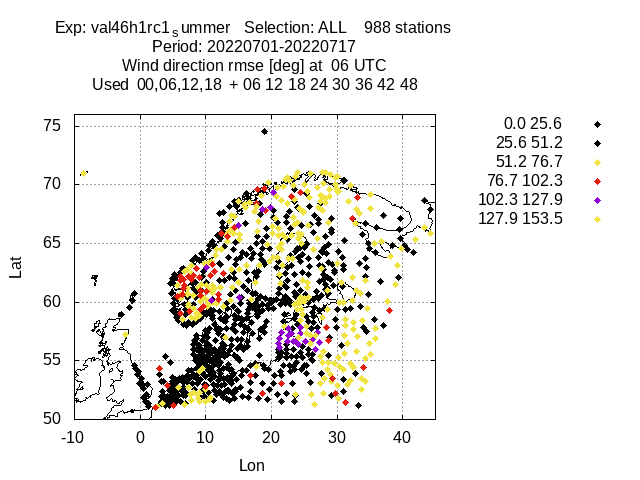 Exp: val46h1rc1summer Selection: ALL 988 stations
Period: 20220701-20220717
Wind direction rmse [deg] at 06 UTC
Used 00,06,12,18 + 06 12 18 24 30 36 42 48
0.0 25.6
25.6 51.2
51.2 76.7
76.7 102.3
102.3 127.9
127.9 153.5
75
70
65
60
55
50
Lat
-10 0 10 20 30 40
Lon